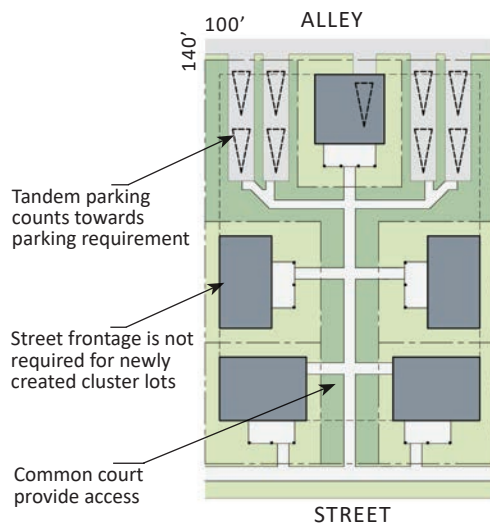 100'
ALLEY
140'
Tandem parking
counts towards
parking requirement
Street frontage is not
required for newly
created cluster lots
Common court
provide access
STREET